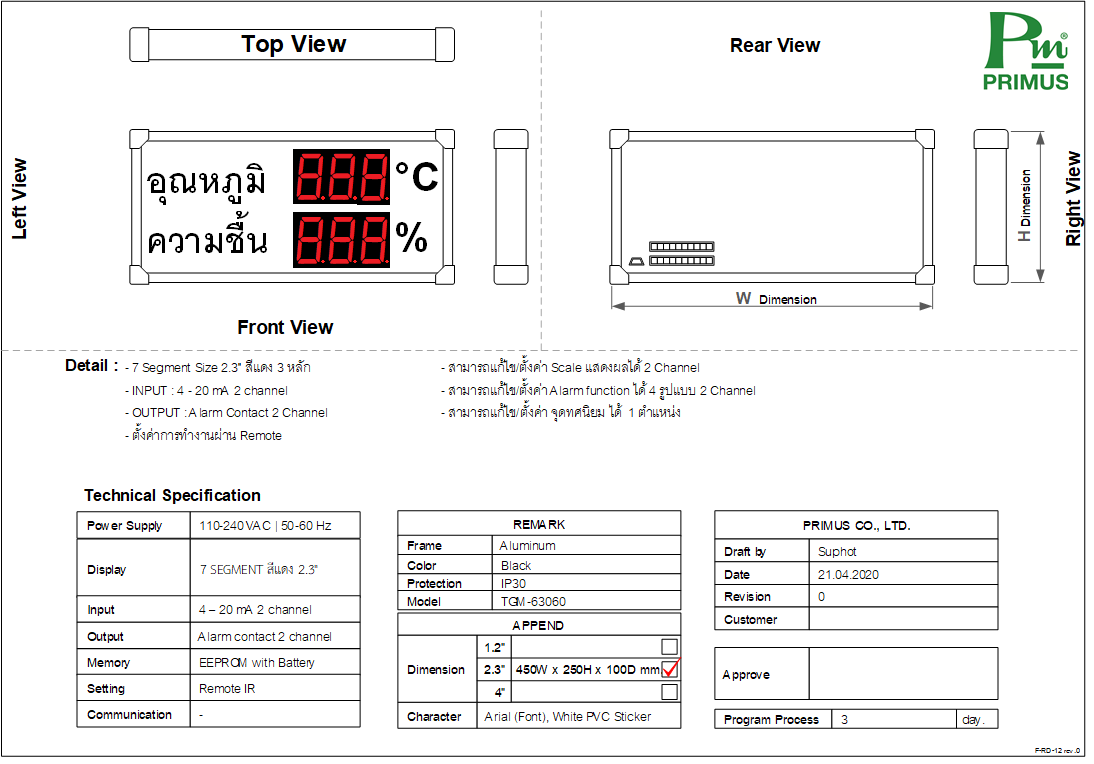 Top View
Rear View
Pm®
PRIMUS
Left View
อุณหภูมิ 8.8.8. °C
ความชื้น 8.8.8. %
Front View
H Dimension
Right View
W Dimension
Detail :
- 7 Segment Size 2.3" สีแดง 3 หลัก
- INPUT : 4 - 20 mA 2 channel
- OUTPUT : Alarm Contact 2 Channel
- ตั้งค่าการทำงานผ่าน Remote
- สามารถแก้ไข/ตั้งค่า Scale แสดงผลได้ 2 Channel
- สามารถแก้ไข/ตั้งค่า Alarm function ได้ 4 รูปแบบ 2 Channel
- สามารถแก้ไข/ตั้งค่า จุดทศนิยม ได้ 1 ตำแหน่ง
Technical Specification
Power Supply 110-240 VAC | 50-60 Hz
Display 7 SEGMENT สีแดง 2.3"
Input 4 – 20 mA 2 channel
Output Alarm contact 2 channel
Memory EEPROM with Battery
Setting Remote IR
Communication -
REMARK
Frame Aluminum
Color Black
Protection IP30
Model TGM-63060
APPEND
Dimension
1.2"
2.3" 450W x 250H x 100D mm
4"
Character Arial (Font), White PVC Sticker
PRIMUS CO., LTD.
Draft by Suphot
Date 21.04.2020
Revision 0
Customer
Approve
Program Process 3 day.
F-RD-12 rev.0